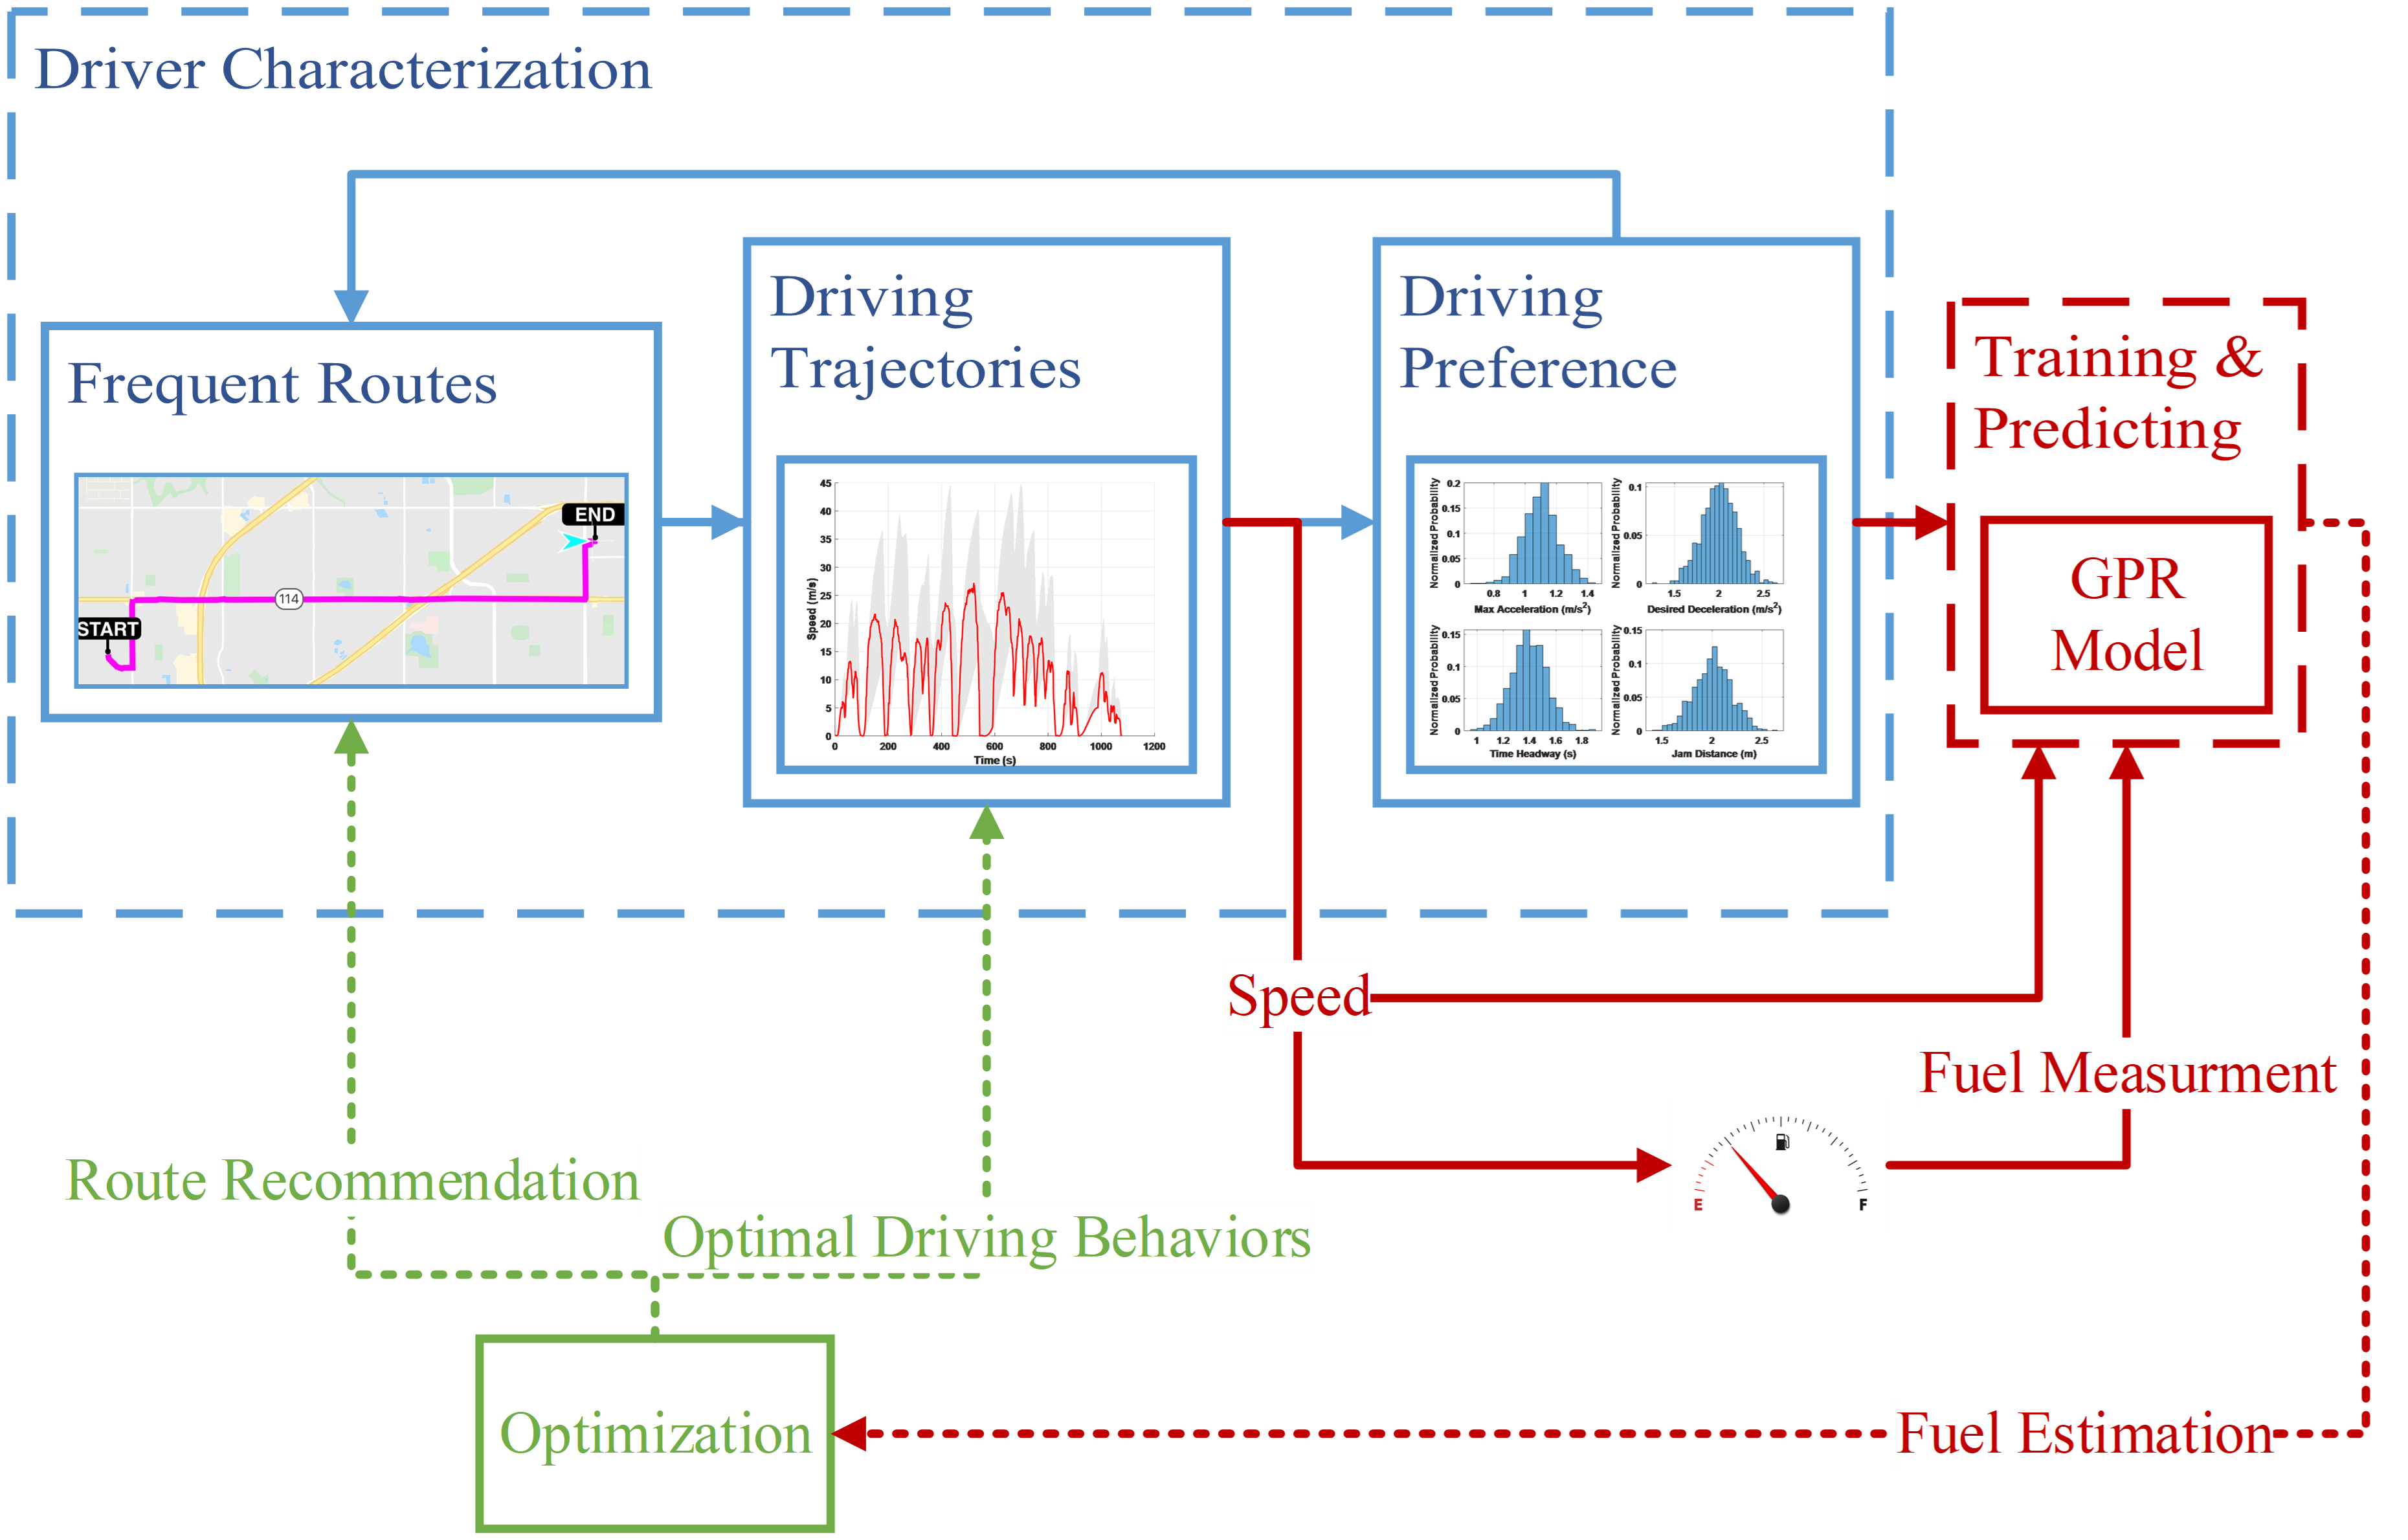 Driver Characterization
Frequent Routes
END
114
START
Driving
Trajectories
Speed (m/s)
45
40
35
30
25
20
15
10
5
0
0 200 400 600 800 1000 1200
Time (s)
Driving
Preference
Normalized Probability
0.2
0.15
0.1
0.05
0
0.8 1 1.2 1.4
Max Acceleration (m/s²)
Normalized Probability
0.1
0.05
0
1.5 2 2.5
Desired Deceleration (m/s²)
Normalized Probability
0.15
0.1
0.05
0
1 1.2 1.4 1.6 1.8
Time Headway (s)
Normalized Probability
0.15
0.1
0.05
0
1.5 2 2.5
Jam Distance (m)
Training &
Predicting
GPR
Model
Speed
Fuel Measurment
E F
Route Recommendation
Optimal Driving Behaviors
Optimization
Fuel Estimation